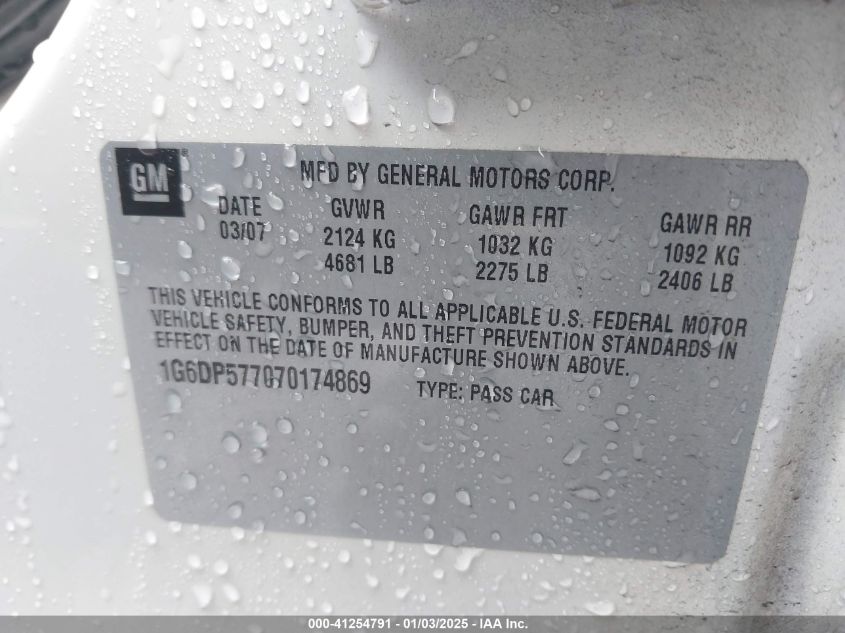 GM
MFD BY GENERAL MOTORS CORP.
DATE GVWR GAWR FRT GAWR RR
03/07 2124 KG 1032 KG 1092 KG
4681 LB 2275 LB 2406 LB
THIS VEHICLE CONFORMS TO ALL APPLICABLE U.S. FEDERAL MOTOR
VEHICLE SAFETY, BUMPER, AND THEFT PREVENTION STANDARDS IN
EFFECT ON THE DATE OF MANUFACTURE SHOWN ABOVE.
1G6DP577070174869 TYPE: PASS CAR
000-41254791 - 01/03/2025 - IAA Inc.